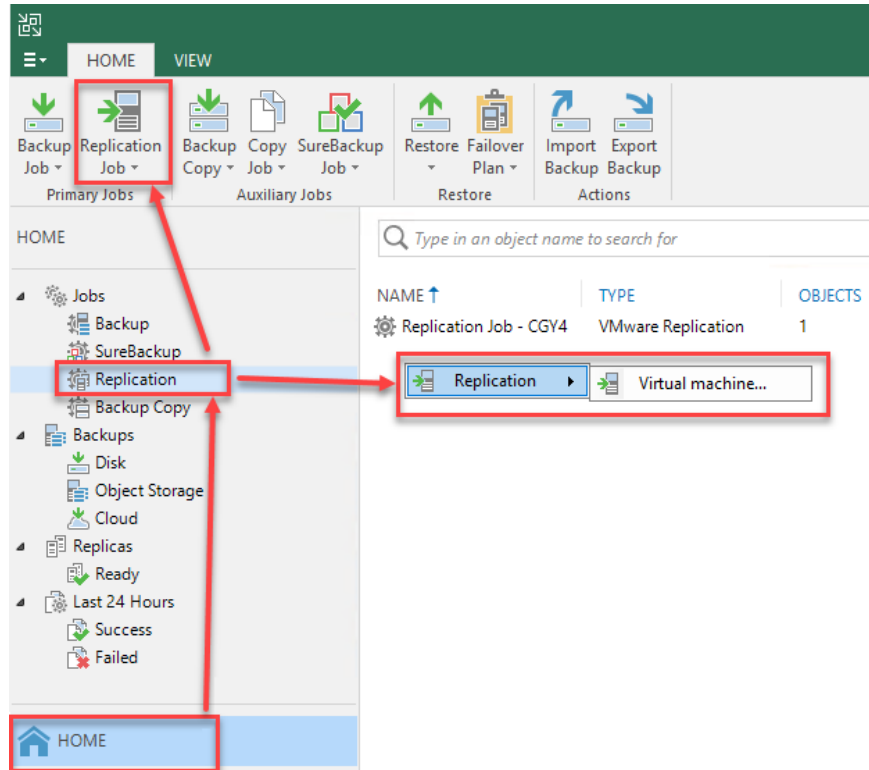 HOME VIEW
Backup Job Replication Job Backup Copy Copy Job SureBackup Job Restore Failover Plan Import Backup Export Backup
Primary Jobs Auxiliary Jobs Restore Actions
HOME
Type in an object name to search for
Jobs
Backup
SureBackup
Replication
Backup Copy
Backups
Disk
Object Storage
Cloud
Replicas
Ready
Last 24 Hours
Success
Failed
HOME
NAME TYPE OBJECTS
Replication Job - CGY4 VMware Replication 1
Replication Virtual machine...